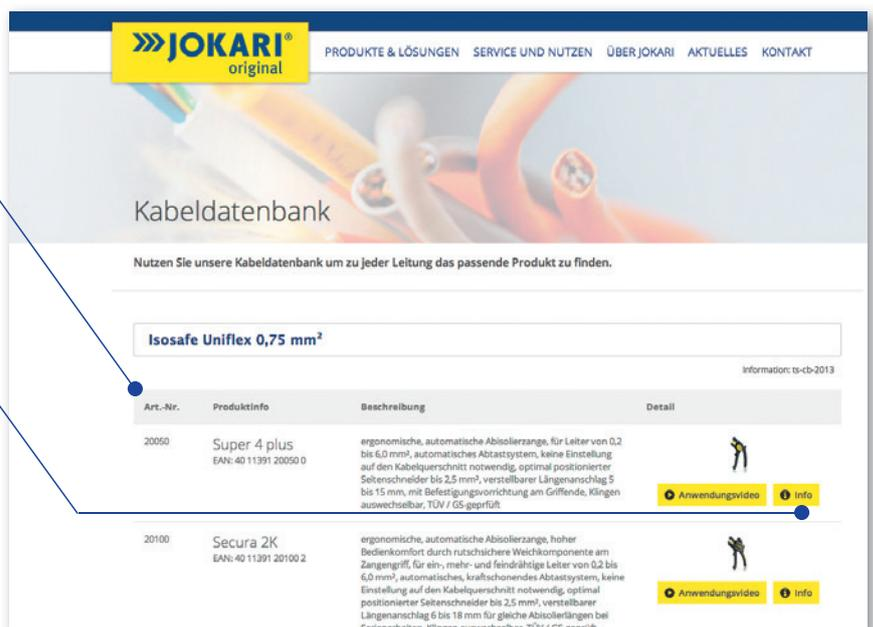 »»JOKARI®
original
PRODUKTE & LÖSUNGEN SERVICE UND NUTZEN ÜBER JOKARI AKTUELLES KONTAKT
Kabeldatenbank
Nutzen Sie unsere Kabeldatenbank um zu jeder Leitung das passende Produkt zu finden.
Isosafe Uniflex 0,75 mm²
Information: ts-cb-2013
Art.-Nr. Produktinfo Beschreibung Detail
20050
Super 4 plus
EAN: 40 11391 20050 0
ergonomische, automatische Abisolierzange, für Leiter von 0,2
bis 6,0 mm², automatisches Abtastsystem, keine Einstellung
auf den Kabelquerschnitt notwendig, optimal positionierter
Seitenschneider bis 2,5 mm², verstellbarer Längenanschlag 5
bis 15 mm, mit Befestigungsvorrichtung am Griffende, Klingen
auswechselbar, TÜV / GS-geprüft
Anwendungsvideo Info
20100
Secura 2K
EAN: 40 11391 20100 2
ergonomische, automatische Abisolierzange, hoher
Bedienkomfort durch rutschsichere Weichkomponente am
Zangengriff, für ein-, mehr- und feindrähtige Leiter von 0,2 bis
6,0 mm², automatisches, kraftschonendes Abtastsystem, keine
Einstellung auf den Kabelquerschnitt notwendig, optimal
positionierter Seitenschneider bis 2,5 mm², verstellbarer
Längenanschlag 6 bis 18 mm für gleiche Abisolierlängen bei
Anwendungsvideo Info